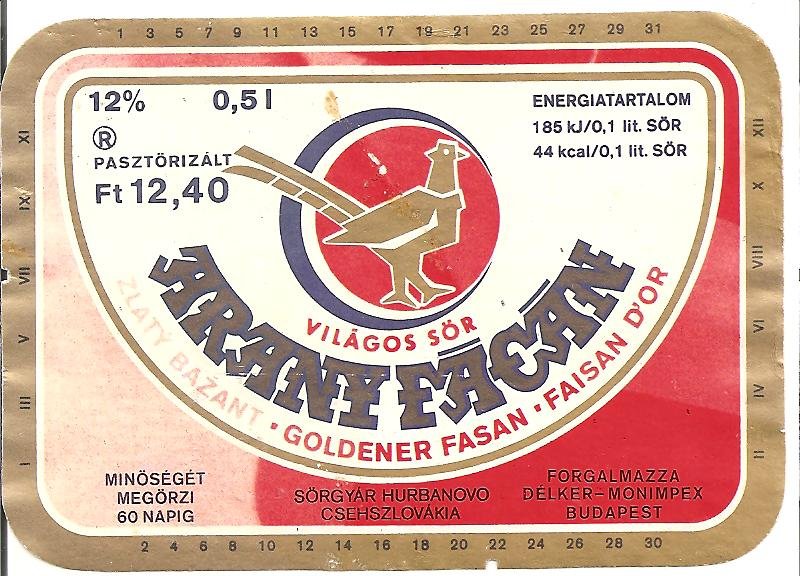 1 3 5 7 9 11 13 15 17 19 21 23 25 27 29 31
12% 0,5 l
®
PASZTÖRIZÁLT
Ft 12,40
ENERGIATARTALOM
185 kJ/0,1 lit. SÖR
44 kcal/0,1 lit. SÖR
XI
IX
VII
V
III
I
XII
X
VIII
VI
IV
II
VILÁGOS SÖR
ARANY FÁCÁN
ZLATÝ BAŽANT · GOLDENER FASAN · FAISAN D'OR
MINŐSÉGÉT
MEGŐRZI
60 NAPIG
SÖRGYÁR HURBANOVO
CSEHSZLOVÁKIA
FORGALMAZZA
DÉLKER–MONIMPEX
BUDAPEST
2 4 6 8 10 12 14 16 18 20 22 24 26 28 30